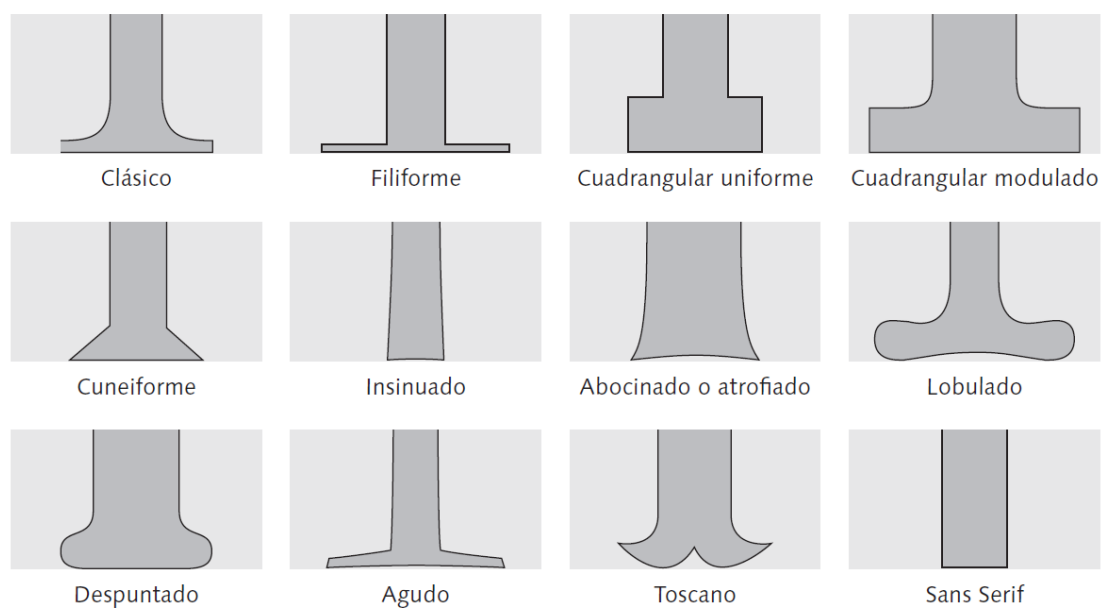 Clásico
Filiforme
Cuadrangular uniforme
Cuadrangular modulado
Cuneiforme
Insinuado
Abocinado o atrofiado
Lobulado
Despuntado
Agudo
Toscano
Sans Serif